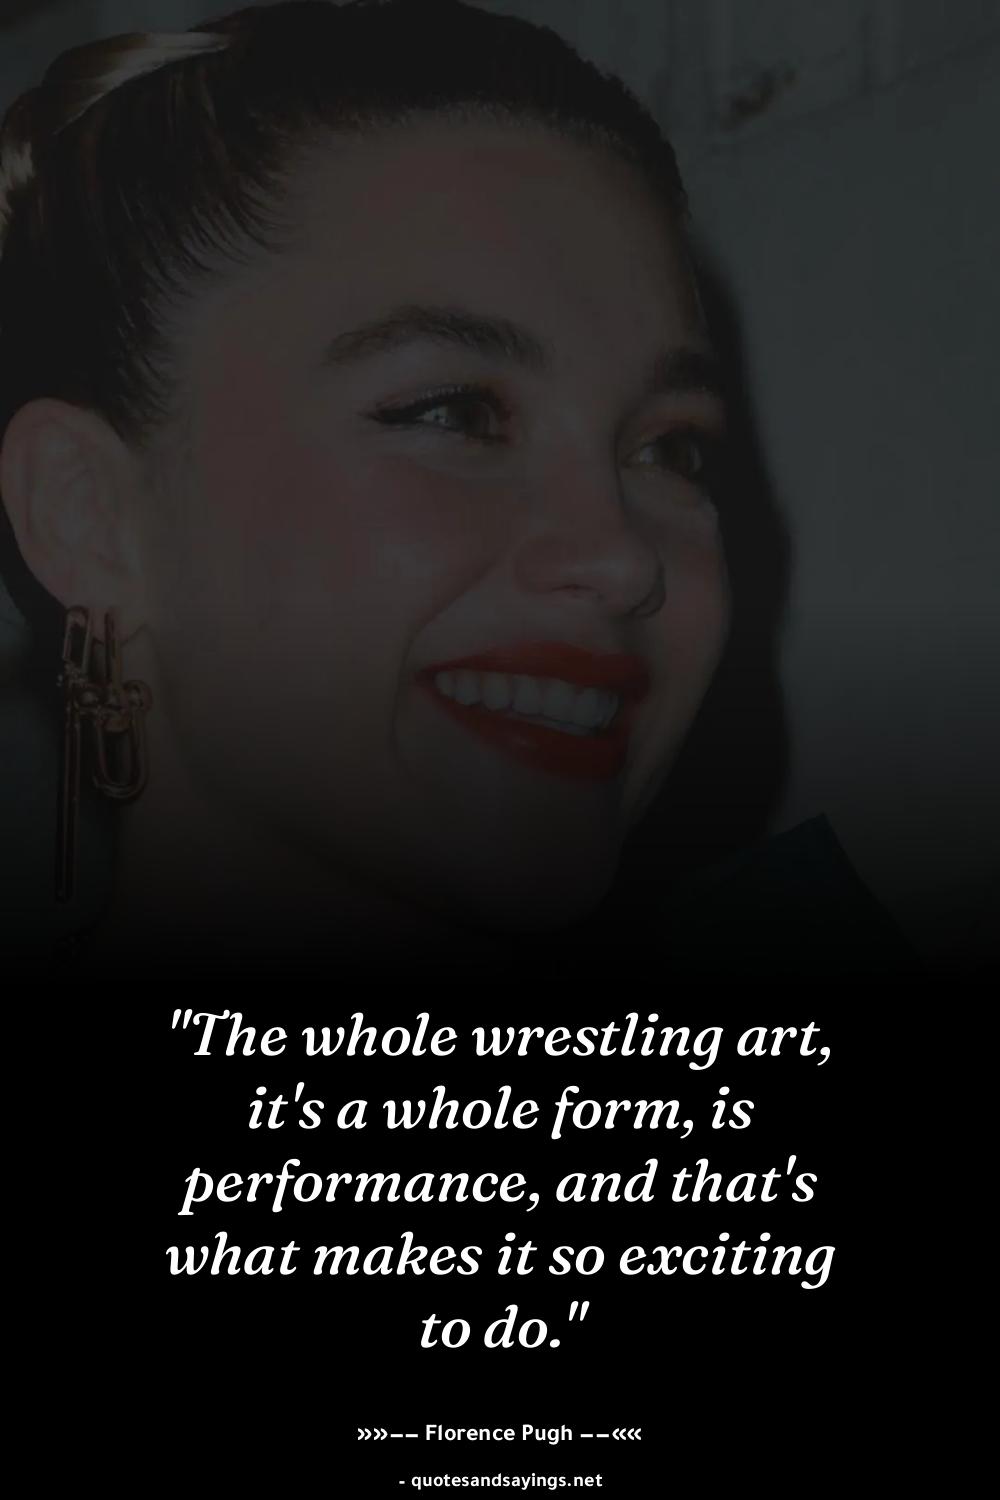 "The whole wrestling art,
it's a whole form, is
performance, and that's
what makes it so exciting
to do."
»»−− Florence Pugh −−««
- quotesandsayings.net